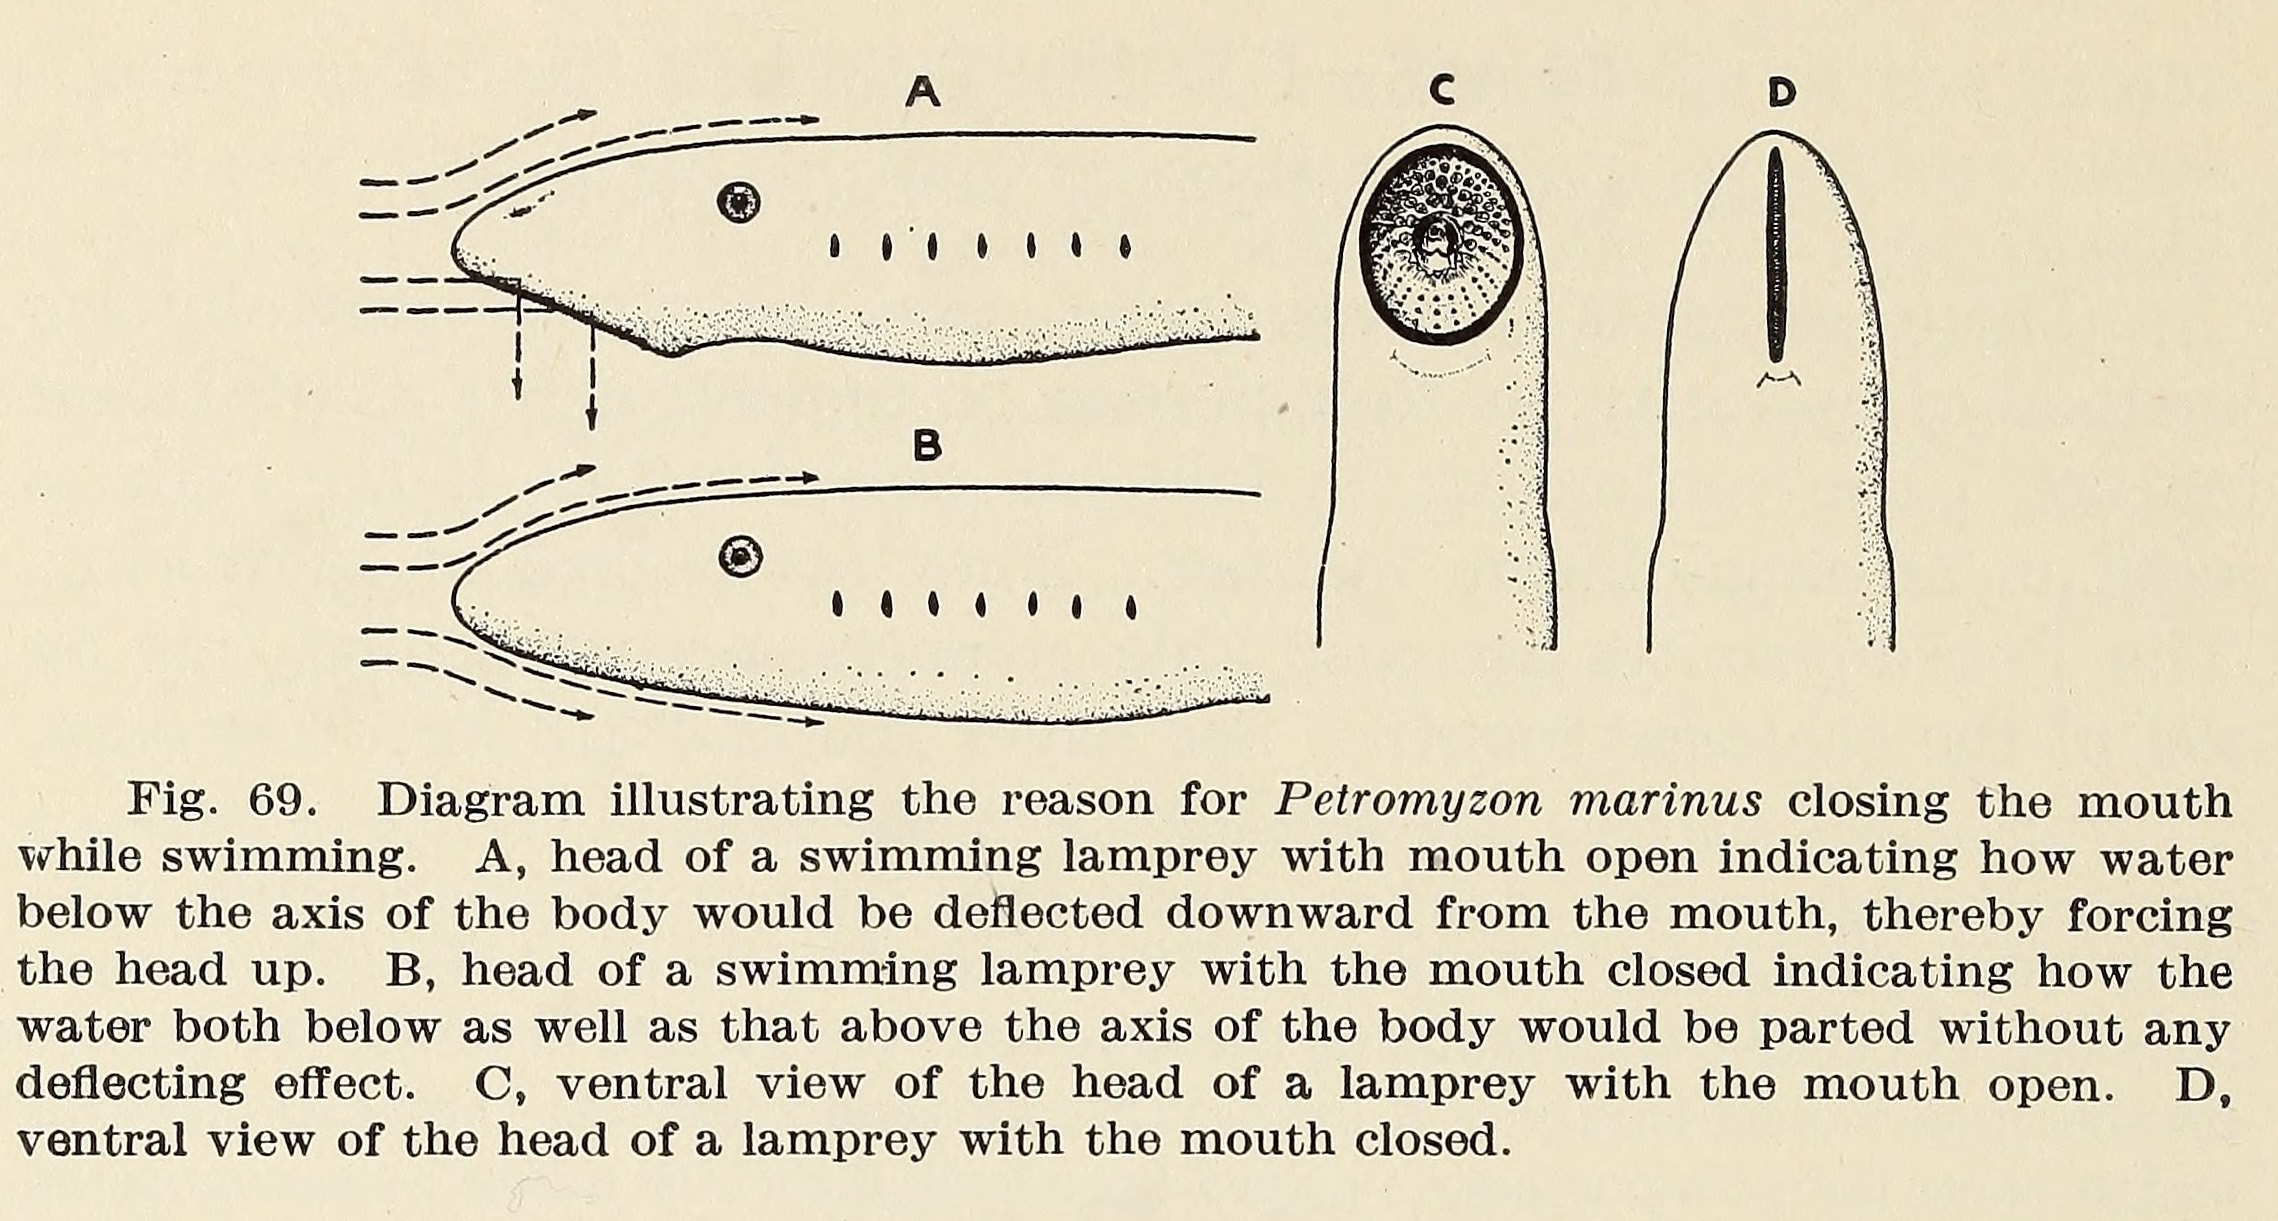 A
C
D
B
Fig. 69. Diagram illustrating the reason for Petromyzon marinus closing the mouth
while swimming. A, head of a swimming lamprey with mouth open indicating how water
below the axis of the body would be deflected downward from the mouth, thereby forcing
the head up. B, head of a swimming lamprey with the mouth closed indicating how the
water both below as well as that above the axis of the body would be parted without any
deflecting effect. C, ventral view of the head of a lamprey with the mouth open. D,
ventral view of the head of a lamprey with the mouth closed.